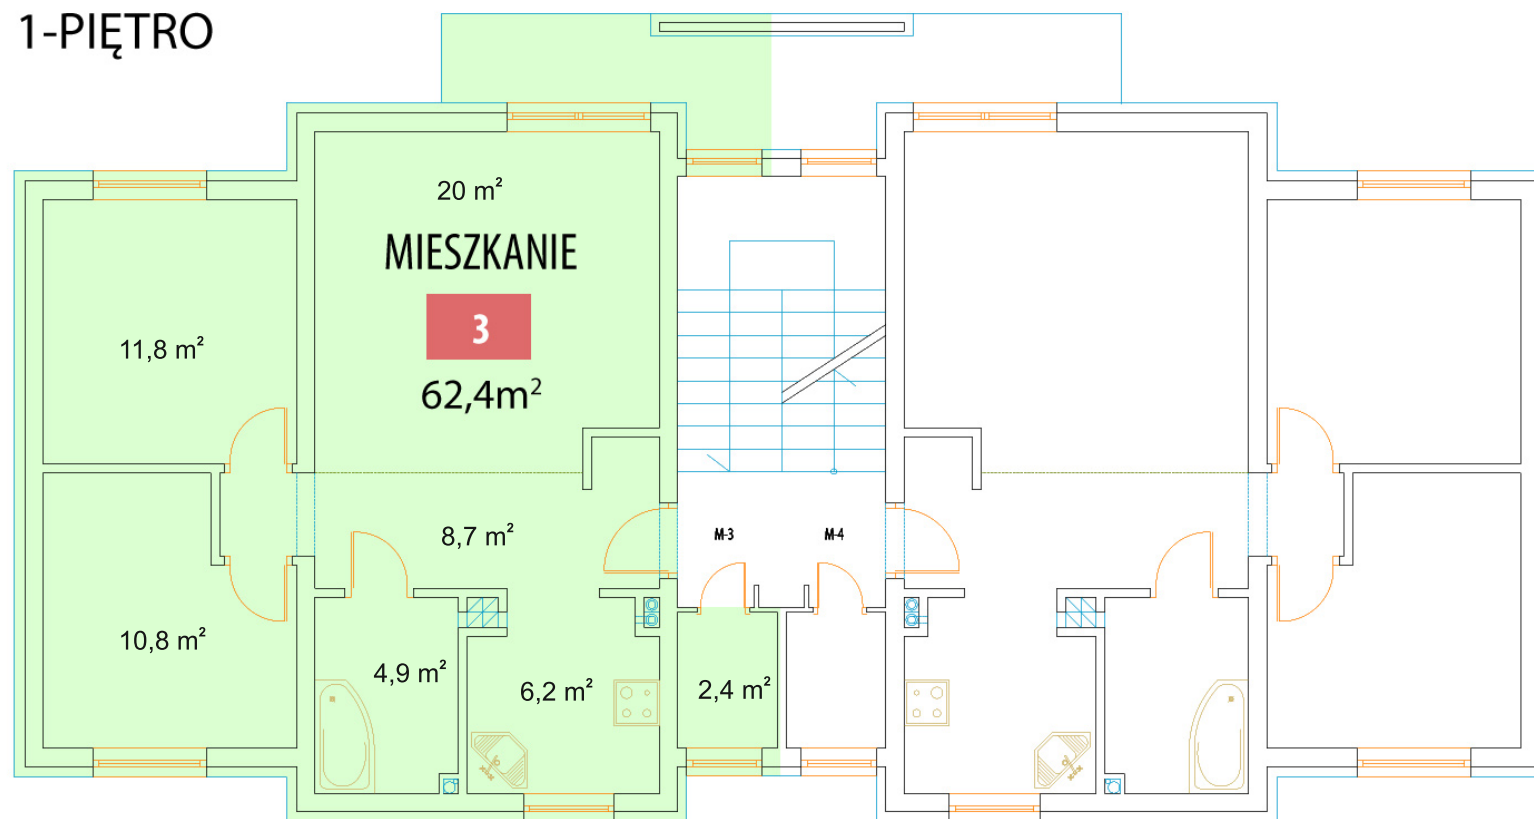 1-PIĘTRO
20 m²
MIESZKANIE
3
62,4m²
11,8 m²
8,7 m²
M-3
M-4
10,8 m²
4,9 m²
6,2 m²
2,4 m²